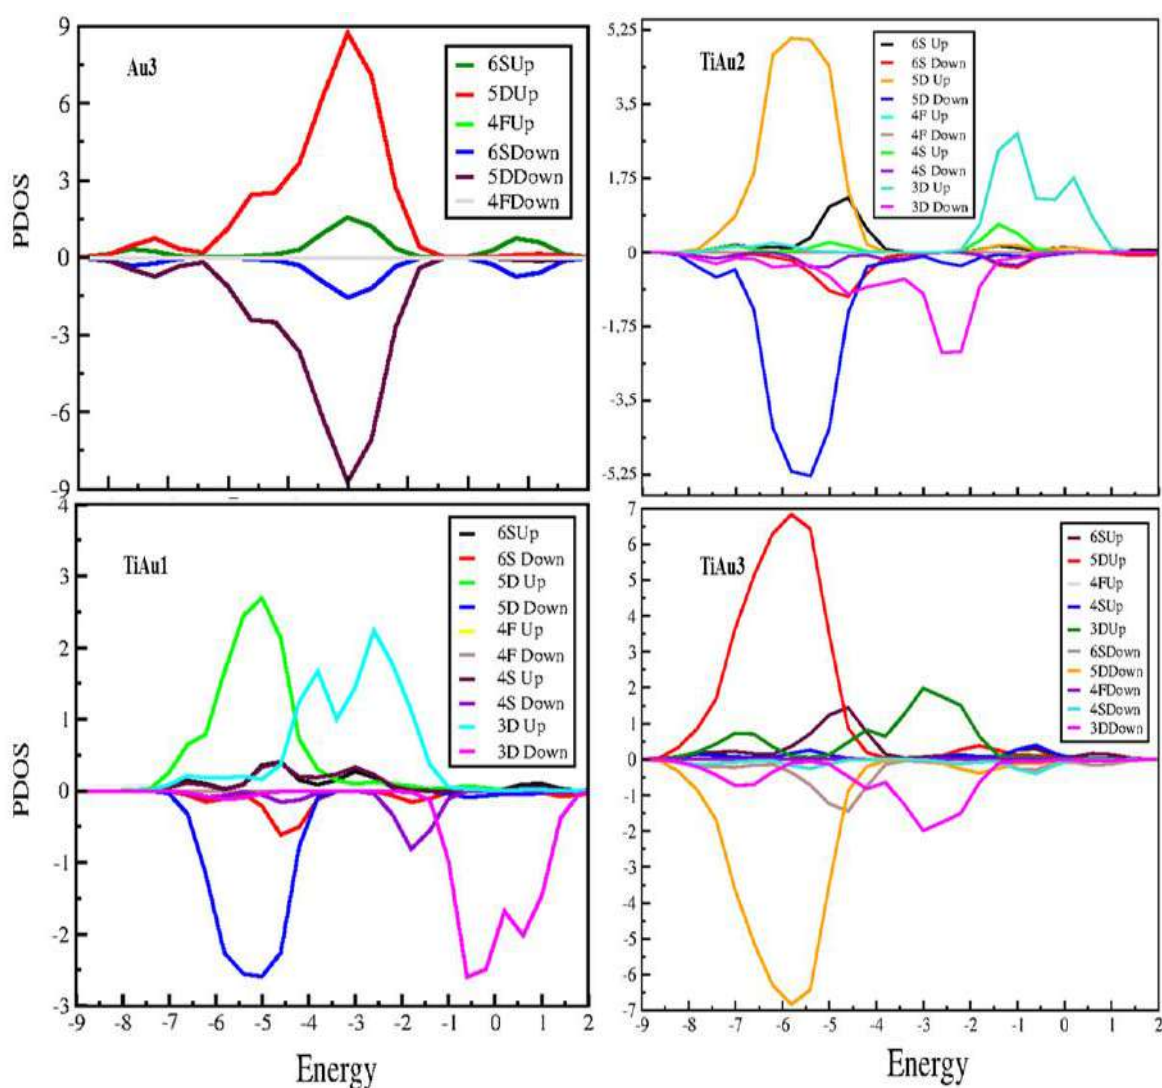 PDOS
9
6
3
0
-3
-6
-9
Au3
6SUp
5DUp
4FUp
6SDown
5DDown
4FDown
5,25
3,5
1,75
0
-1,75
-3,5
-5,25
TiAu2
6S Up
6S Down
5D Up
5D Down
4F Up
4F Down
4S Up
4S Down
3D Up
3D Down
PDOS
4
3
2
1
0
-1
-2
-3
TiAu1
6SUp
6S Down
5D Up
5D Down
4F Up
4F Down
4S Up
4S Down
3D Up
3D Down
-9 -8 -7 -6 -5 -4 -3 -2 -1 0 1 2
Energy
7
6
5
4
3
2
1
0
-1
-2
-3
-4
-5
-6
-7
TiAu3
6SUp
5DUp
4FUp
4SUp
3DUp
6SDown
5DDown
4FDown
4SDown
3DDown
-9 -8 -7 -6 -5 -4 -3 -2 -1 0 1 2
Energy